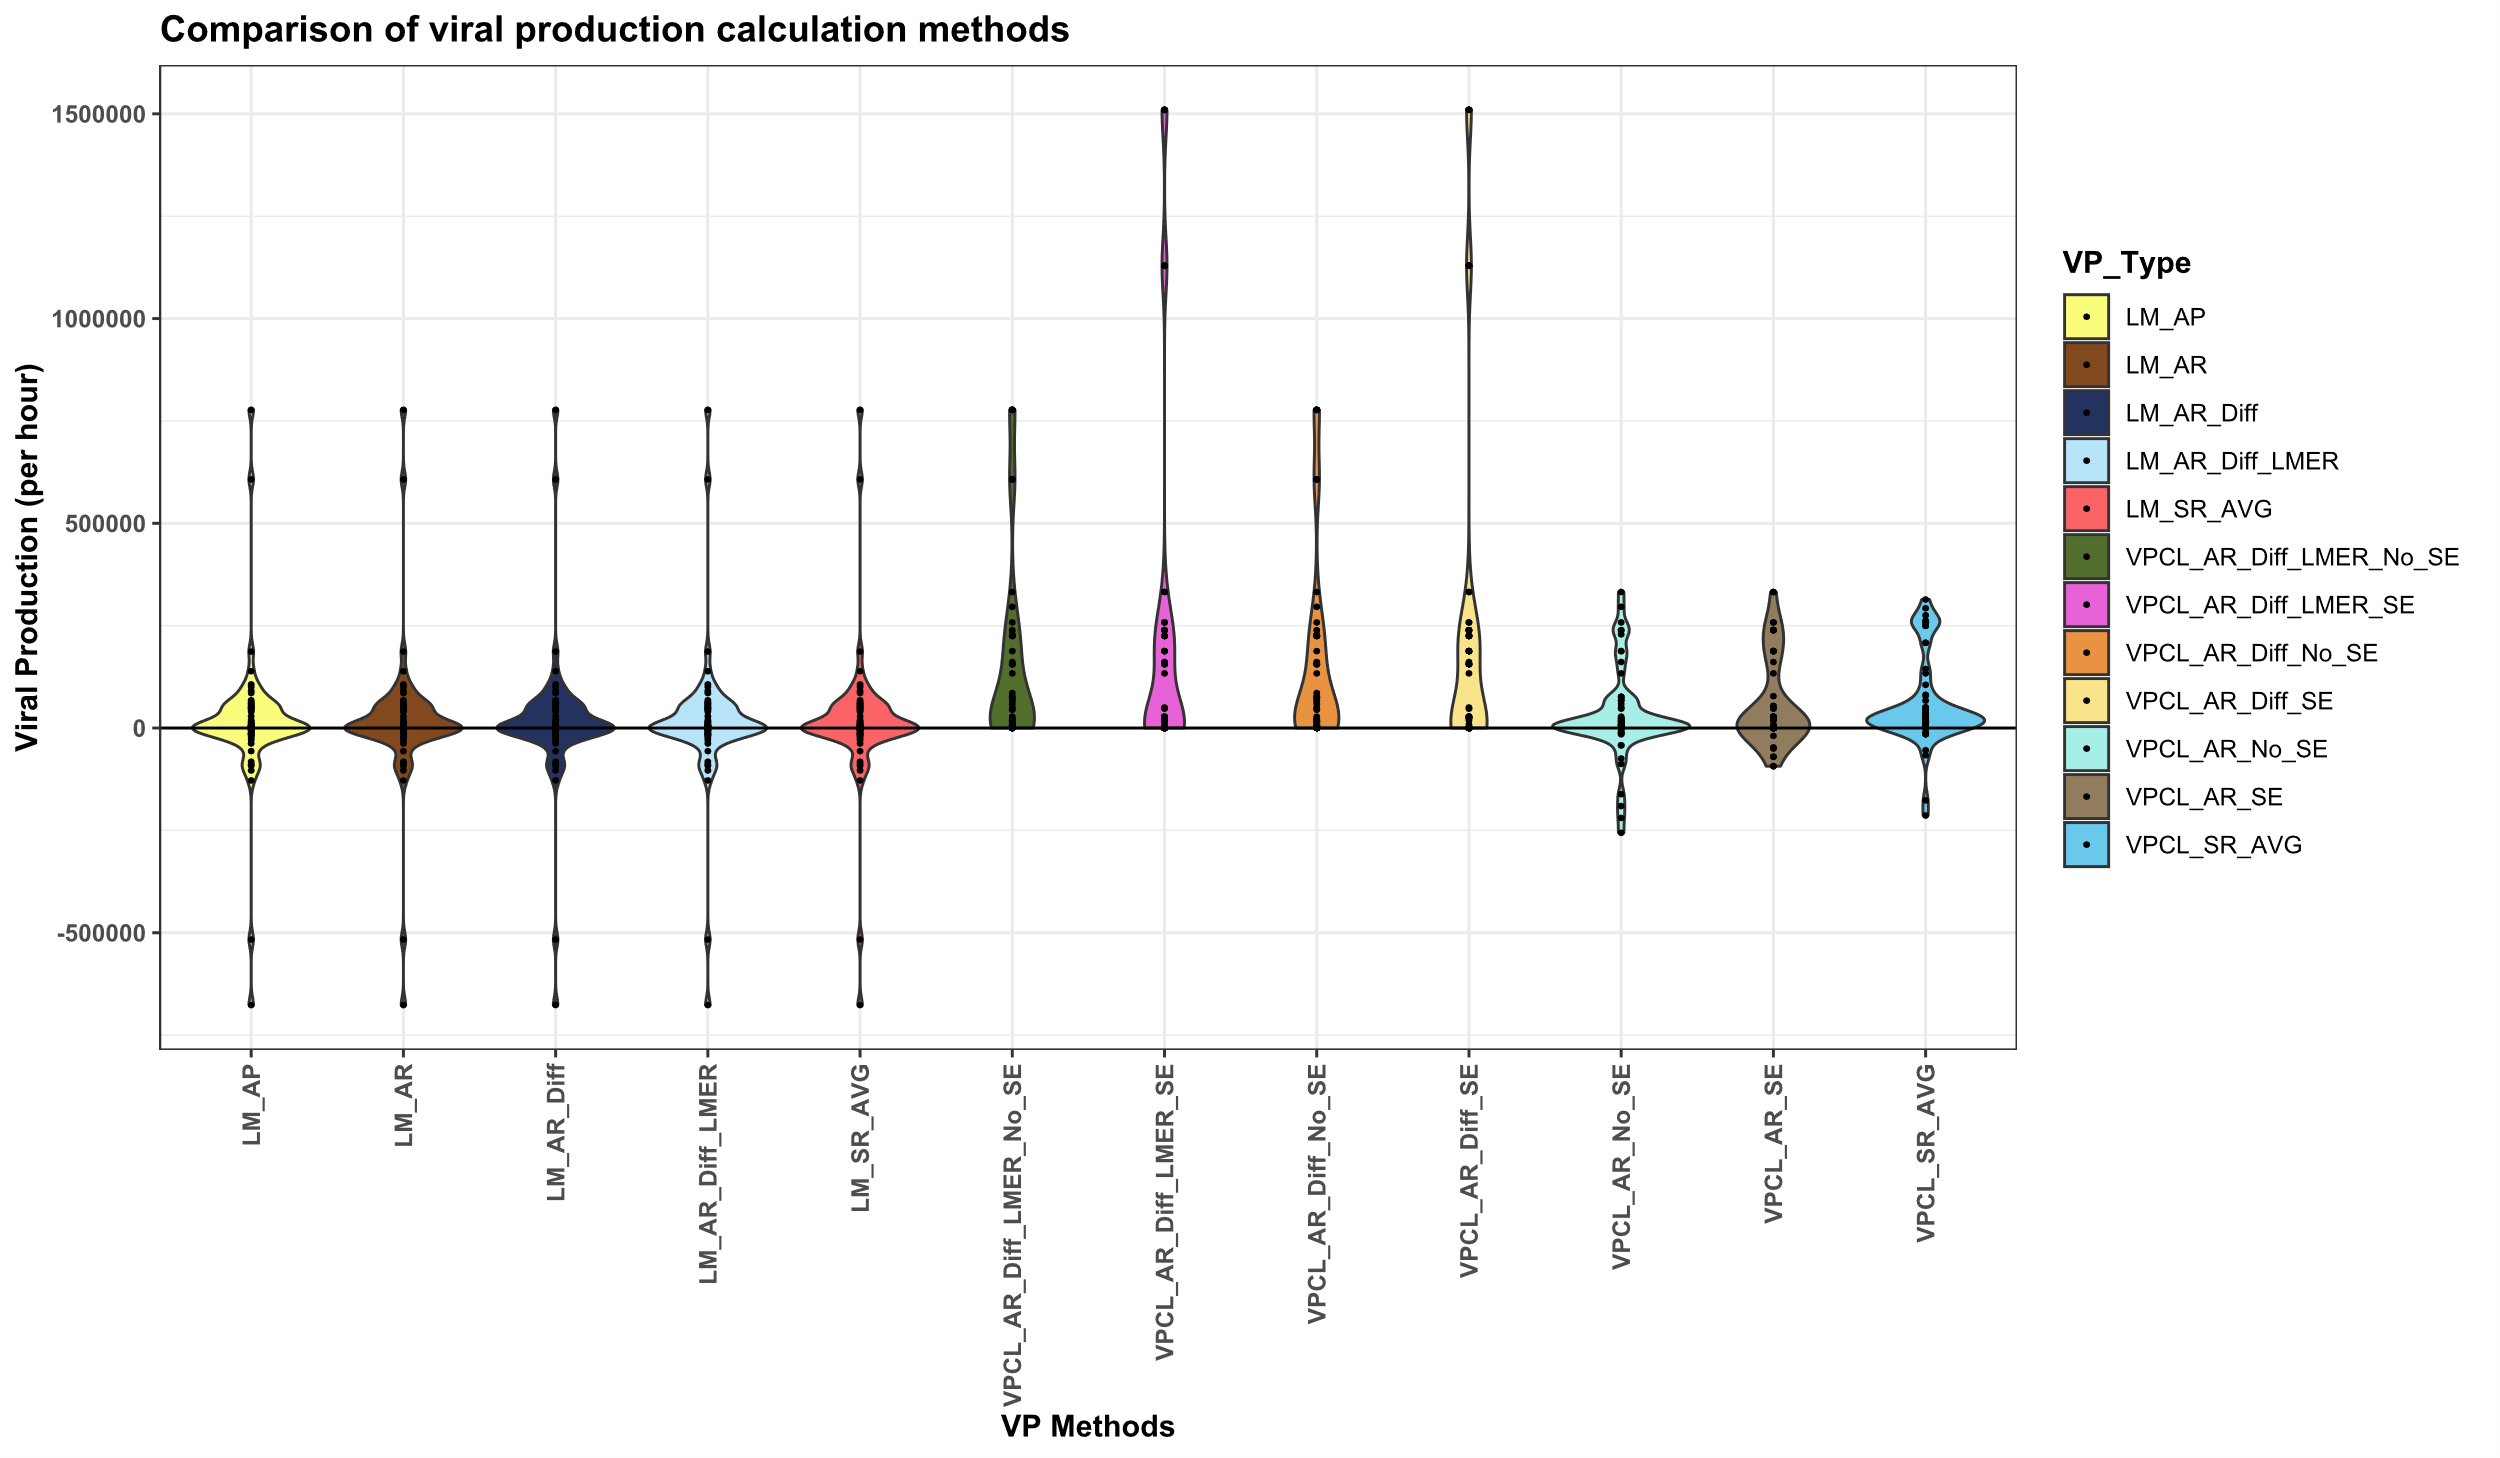 Comparison of viral production calculation methods
Viral Production (per hour)
1500000
1000000
500000
0
-500000
LM_AP
LM_AR
LM_AR_Diff
LM_AR_Diff_LMER
LM_SR_AVG
VPCL_AR_Diff_LMER_No_SE
VPCL_AR_Diff_LMER_SE
VPCL_AR_Diff_No_SE
VPCL_AR_Diff_SE
VPCL_AR_No_SE
VPCL_AR_SE
VPCL_SR_AVG
VP Methods
VP_Type
LM_AP
LM_AR
LM_AR_Diff
LM_AR_Diff_LMER
LM_SR_AVG
VPCL_AR_Diff_LMER_No_SE
VPCL_AR_Diff_LMER_SE
VPCL_AR_Diff_No_SE
VPCL_AR_Diff_SE
VPCL_AR_No_SE
VPCL_AR_SE
VPCL_SR_AVG